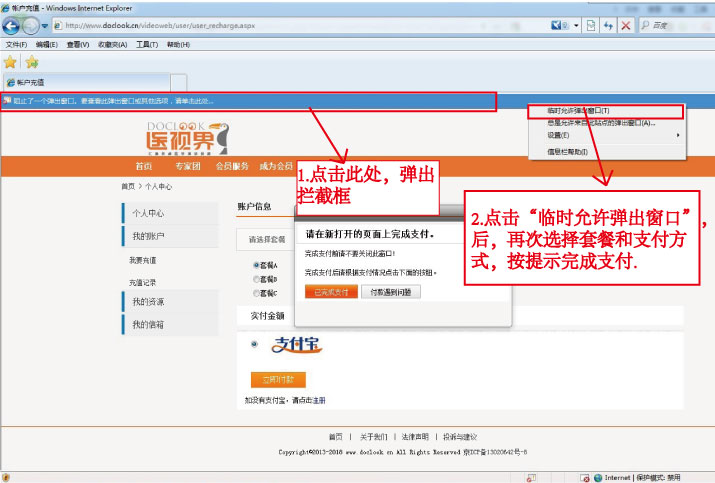 帐户充值 - Windows Internet Explorer
http://www.doclook.cn/videoweb/user/user_recharge.aspx
百度
文件(F) 编辑(E) 查看(V) 收藏夹(A) 工具(T) 帮助(H)
帐户充值
阻止了一个弹出窗口。要查看此弹出窗口或其他选项，请单击此处...
临时允许弹出窗口(T)
总是允许来自此站点的弹出窗口(A)...
设置(E)
信息栏帮助(I)
DOCLOOK
医视界
首页 专家团 会员服务 成为会员
1.点击此处，弹出
拦截框
首页 > 个人中心
2.点击“临时允许弹出窗口”，
后，再次选择套餐和支付方
式，按提示完成支付.
个人中心
我的账户
我要充值
充值记录
我的资源
我的信箱
账户信息
请选择套餐
套餐A
套餐B
套餐C
请在新打开的页面上完成支付。
完成支付前请不要关闭此窗口!
完成支付后请根据支付情况点击下面的按钮。
已完成支付 付款遇到问题
实付金额
支付宝
立即付款
如没有支付宝，请点击注册
首页 | 关于我们 | 法律声明 | 投诉与建议
Copyright©2013-2018 www.doclook.cn All Rights Reserved 京ICP备13020642号-8
Internet | 保护模式: 禁用